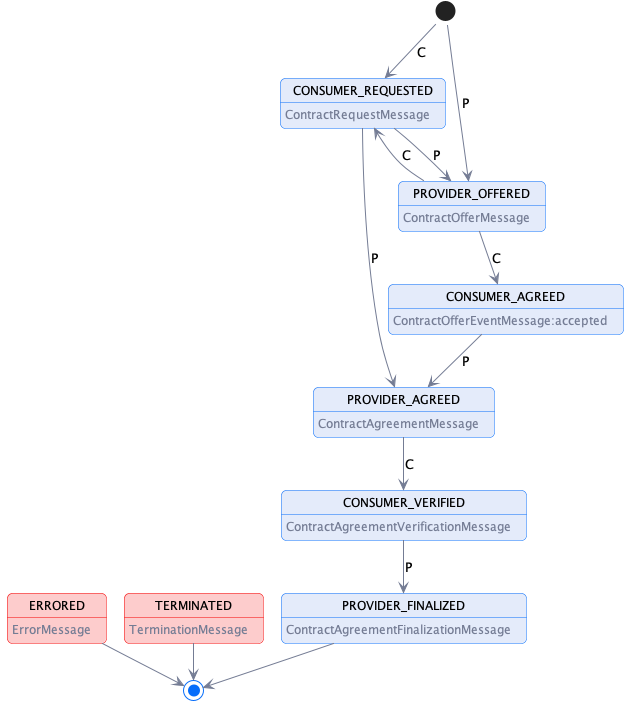 C
CONSUMER_REQUESTED
ContractRequestMessage
P
C
P
PROVIDER_OFFERED
ContractOfferMessage
P
C
CONSUMER_AGREED
ContractOfferEventMessage:accepted
P
PROVIDER_AGREED
ContractAgreementMessage
C
CONSUMER_VERIFIED
ContractAgreementVerificationMessage
P
ERRORED
ErrorMessage
TERMINATED
TerminationMessage
PROVIDER_FINALIZED
ContractAgreementFinalizationMessage